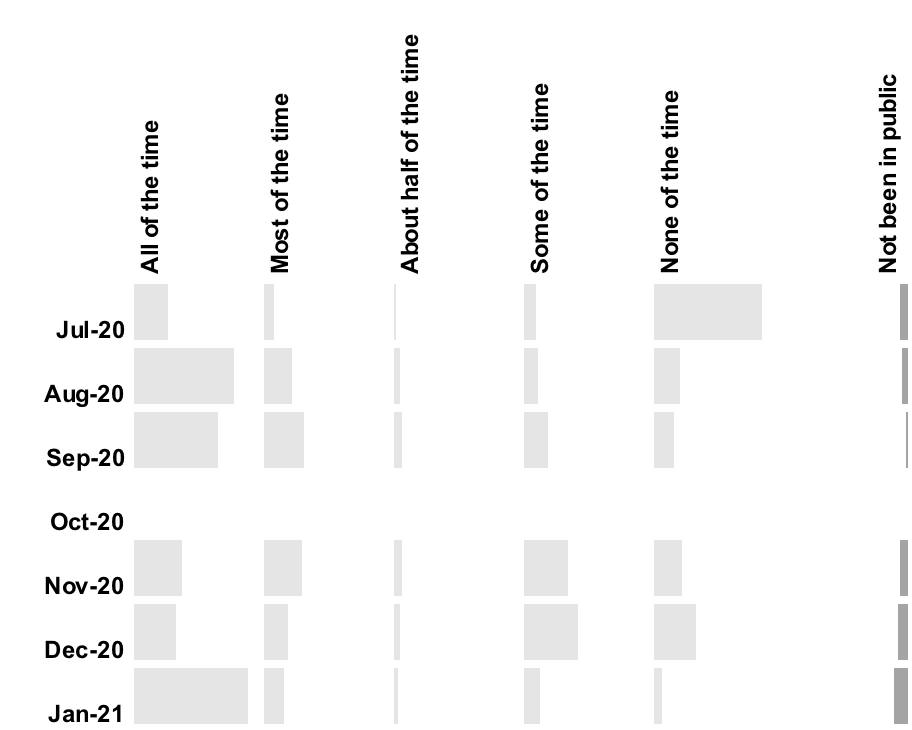 All of the time
Most of the time
About half of the time
Some of the time
None of the time
Not been in public
Jul-20
Aug-20
Sep-20
Oct-20
Nov-20
Dec-20
Jan-21